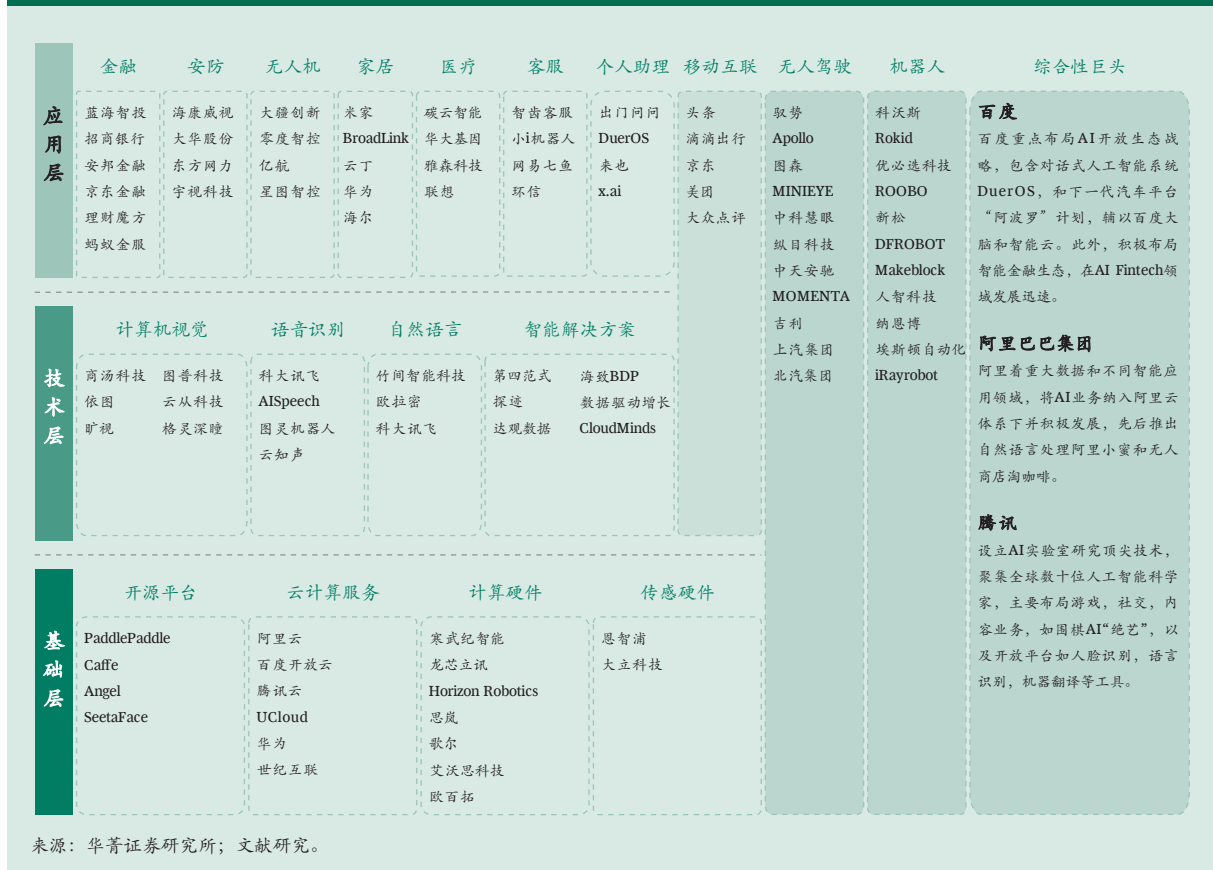 应用层
金融
蓝海智投
招商银行
安邦金融
京东金融
理财魔方
蚂蚁金服
安防
海康威视
大华股份
东方网力
宇视科技
无人机
大疆创新
零度智控
亿航
星图智控
家居
米家
BroadLink
云丁
华为
海尔
医疗
碳云智能
华大基因
雅森科技
联想
客服
智齿客服
小i机器人
网易七鱼
环信
个人助理
出门问问
DuerOS
来也
x.ai
移动互联
头条
滴滴出行
京东
美团
大众点评
无人驾驶
驭势
Apollo
图森
MINIEYE
中科慧眼
纵目科技
中天安驰
MOMENTA
吉利
上汽集团
北汽集团
机器人
科沃斯
Rokid
优必选科技
ROOBO
新松
DFROBOT
Makeblock
人智科技
纳恩博
埃斯顿自动化
iRayrobot
综合性巨头
百度
百度重点布局AI开放生态战
略，包含对话式人工智能系统
DuerOS，和下一代汽车平台
“阿波罗”计划，辅以百度大
脑和智能云。此外，积极布局
智能金融生态，在AI Fintech领
域发展迅速。
阿里巴巴集团
阿里着重大数据和不同智能应
用领域，将AI业务纳入阿里云
体系下并积极发展，先后推出
自然语言处理阿里小蜜和无人
商店淘咖啡。
腾讯
设立AI实验室研究顶尖技术，
聚集全球数十位人工智能科学
家，主要布局游戏，社交，内
容业务，如围棋AI“绝艺”，以
及开放平台如人脸识别，语言
识别，机器翻译等工具。
技术层
计算机视觉
商汤科技 图普科技
依图 云从科技
旷视 格灵深瞳
语音识别
科大讯飞
AISpeech
图灵机器人
云知声
自然语言
竹间智能科技
欧拉密
科大讯飞
智能解决方案
第四范式 海致BDP
探迹 数据驱动增长
达观数据 CloudMinds
基础层
开源平台
PaddlePaddle
Caffe
Angel
SeetaFace
云计算服务
阿里云
百度开放云
腾讯云
UCloud
华为
世纪互联
计算硬件
寒武纪智能
龙芯立讯
Horizon Robotics
思岚
歌尔
艾沃思科技
欧百拓
传感硬件
恩智浦
大立科技
来源：华菁证券研究所；文献研究。